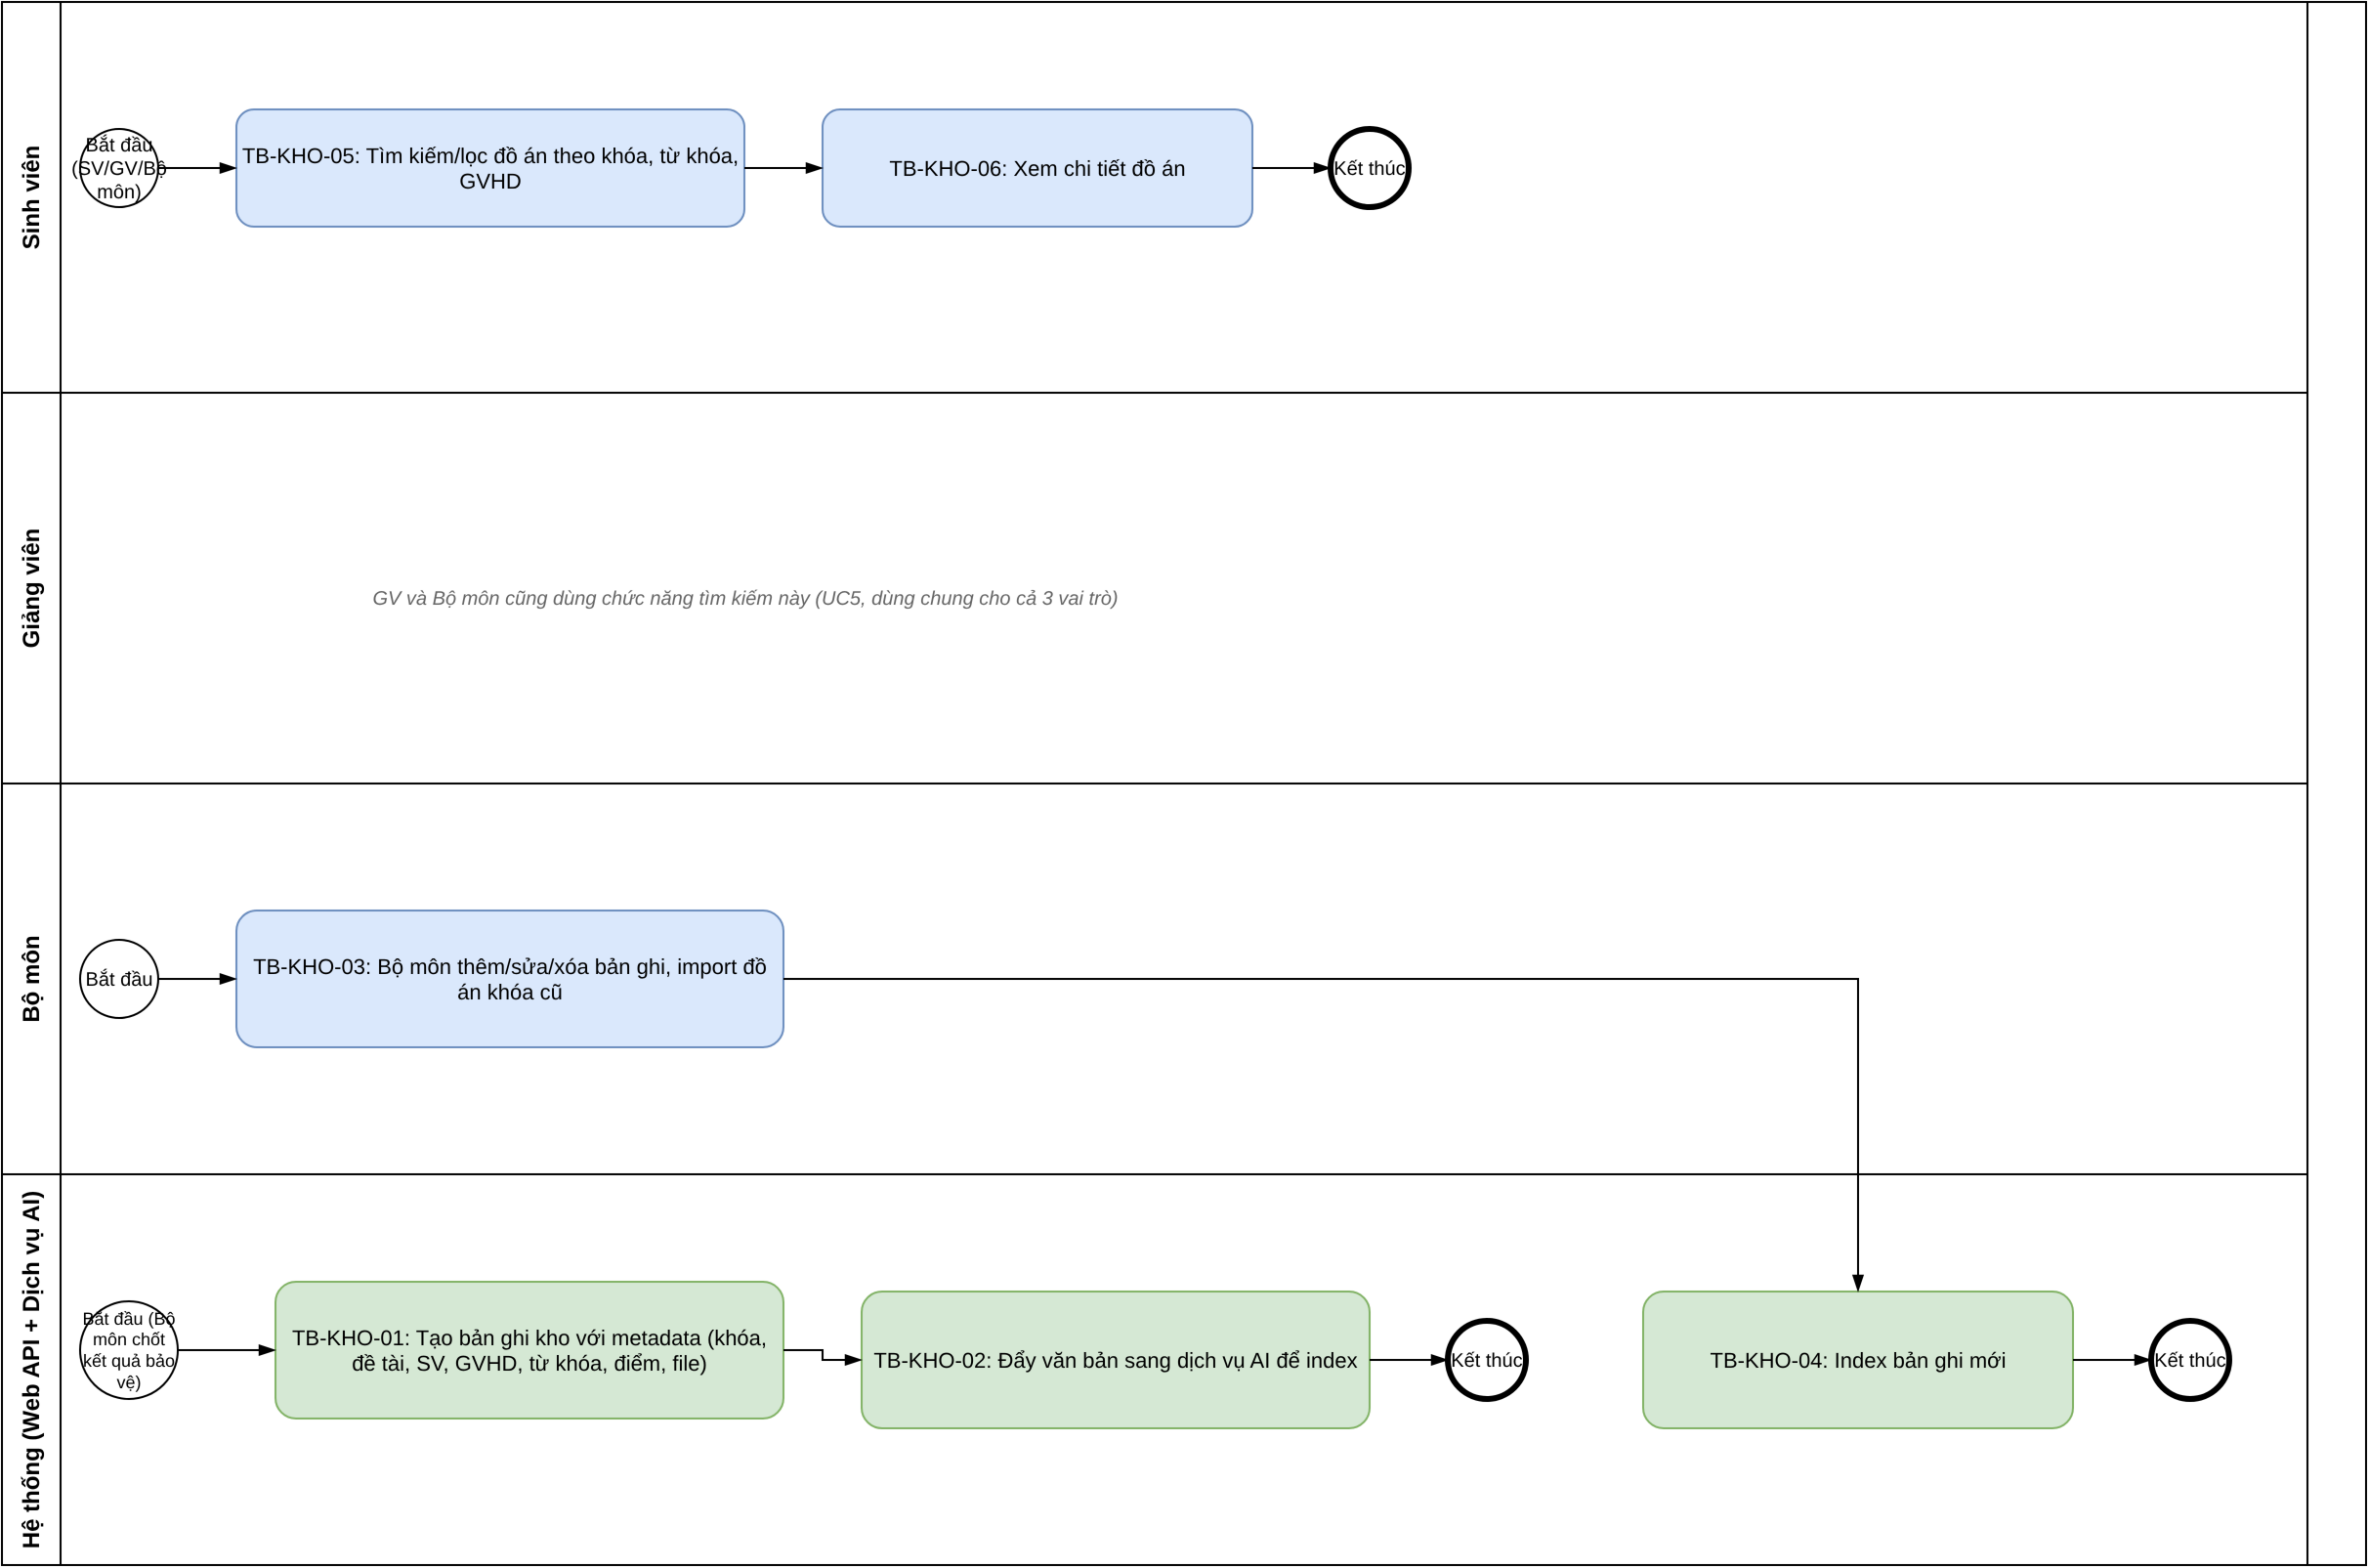 Sinh viên
Bắt đầu
(SV/GV/Bộ
môn)
TB-KHO-05: Tìm kiếm/lọc đồ án theo khóa, từ khóa,
GVHD
TB-KHO-06: Xem chi tiết đồ án
Kết thúc
Giảng viên
GV và Bộ môn cũng dùng chức năng tìm kiếm này (UC5, dùng chung cho cả 3 vai trò)
Bộ môn
Bắt đầu
TB-KHO-03: Bộ môn thêm/sửa/xóa bản ghi, import đồ
án khóa cũ
Hệ thống (Web API + Dịch vụ AI)
Bắt đầu (Bộ
môn chốt
kết quả bảo
vệ)
TB-KHO-01: Tạo bản ghi kho với metadata (khóa,
đề tài, SV, GVHD, từ khóa, điểm, file)
TB-KHO-02: Đẩy văn bản sang dịch vụ AI để index
Kết thúc
TB-KHO-04: Index bản ghi mới
Kết thúc